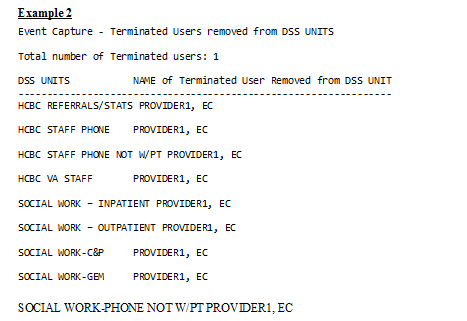 Example 2
Event Capture - Terminated Users removed from DSS UNITS
Total number of Terminated users: 1
DSS UNITS NAME of Terminated User Removed from DSS UNIT
--------------------------------------------------------------------
HCBC REFERRALS/STATS PROVIDER1, EC
HCBC STAFF PHONE PROVIDER1, EC
HCBC STAFF PHONE NOT W/PT PROVIDER1, EC
HCBC VA STAFF PROVIDER1, EC
SOCIAL WORK – INPATIENT PROVIDER1, EC
SOCIAL WORK – OUTPATIENT PROVIDER1, EC
SOCIAL WORK-C&P PROVIDER1, EC
SOCIAL WORK-GEM PROVIDER1, EC
SOCIAL WORK-PHONE NOT W/PT PROVIDER1, EC